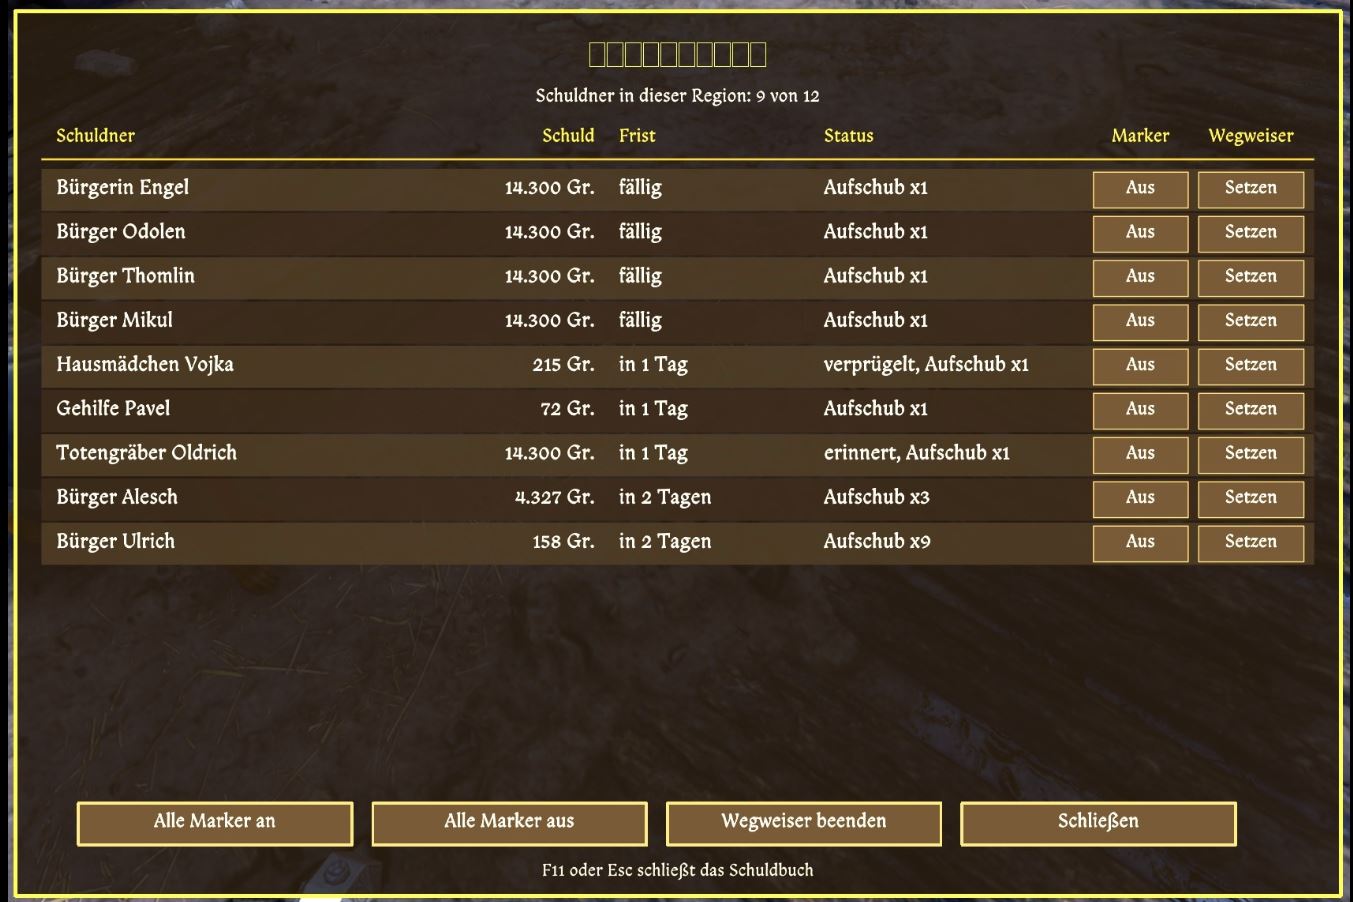 Schuldner in dieser Region: 9 von 12
Schuldner Schuld Frist Status Marker Wegweiser
Bürgerin Engel 14.300 Gr. fällig Aufschub x1 Aus Setzen
Bürger Odolen 14.300 Gr. fällig Aufschub x1 Aus Setzen
Bürger Thomlin 14.300 Gr. fällig Aufschub x1 Aus Setzen
Bürger Mikul 14.300 Gr. fällig Aufschub x1 Aus Setzen
Hausmädchen Vojka 215 Gr. in 1 Tag verprügelt, Aufschub x1 Aus Setzen
Gehilfe Pavel 72 Gr. in 1 Tag Aufschub x1 Aus Setzen
Totengräber Oldrich 14.300 Gr. in 1 Tag erinnert, Aufschub x1 Aus Setzen
Bürger Alesch 4.327 Gr. in 2 Tagen Aufschub x3 Aus Setzen
Bürger Ulrich 158 Gr. in 2 Tagen Aufschub x9 Aus Setzen
Alle Marker an Alle Marker aus Wegweiser beenden Schließen
F11 oder Esc schließt das Schuldbuch